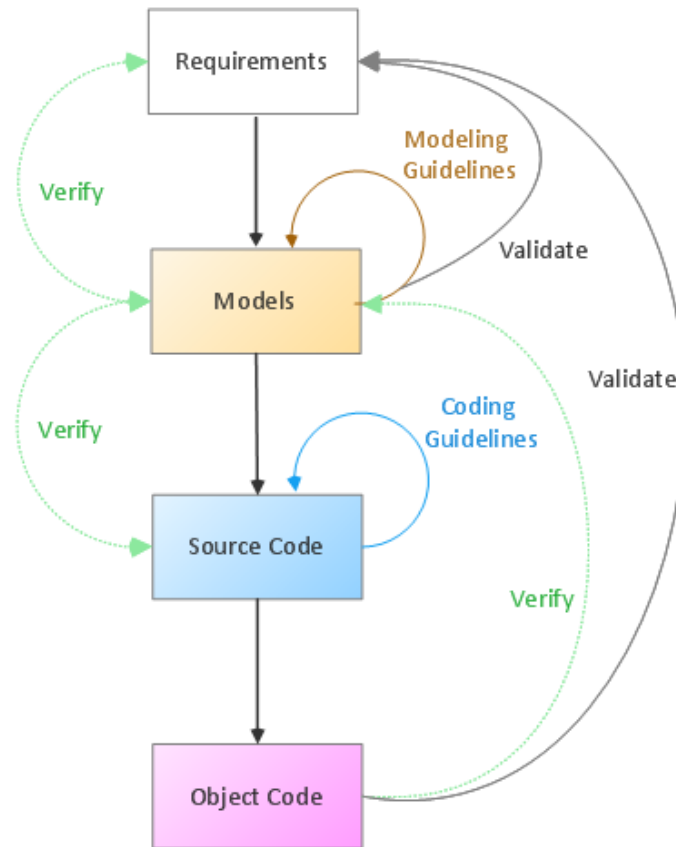 Requirements
Modeling
Guidelines
Verify
Validate
Models
Validate
Coding
Guidelines
Verify
Source Code
Verify
Object Code